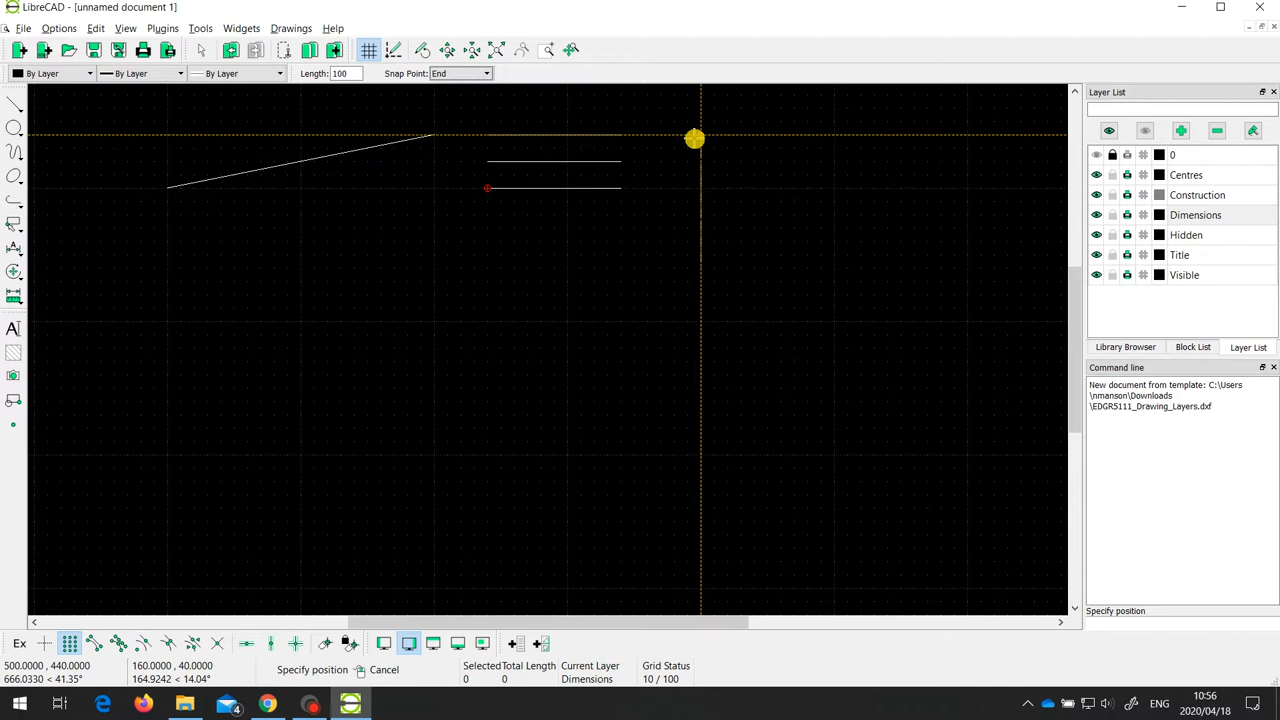 LibreCAD - [unnamed document 1]
File Options Edit View Plugins Tools Widgets Drawings Help
By Layer By Layer By Layer Length: 100 Snap Point: End
Layer List
0
Centres
Construction
Dimensions
Hidden
Title
Visible
Library Browser Block List Layer List
Command line
New document from template: C:\Users
\nmanson\Downloads
\EDGR5111_Drawing_Layers.dxf
Specify position
Ex
500.0000 , 440.0000 160.0000 , 40.0000 Specify position Cancel Selected Total Length Current Layer Grid Status
666.0330 < 41.35° 164.9242 < 14.04° 0 0 Dimensions 10 / 100
4 ENG 10:56
2020/04/18